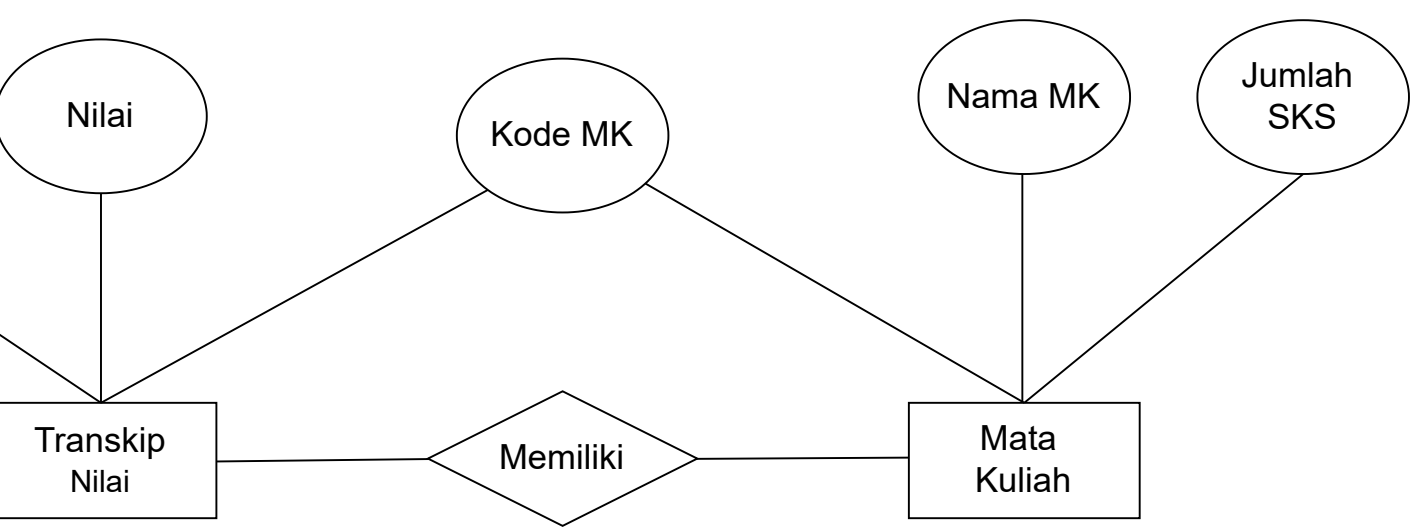 Nilai
Kode MK
Nama MK
Jumlah
SKS
Transkip
Nilai
Memiliki
Mata
Kuliah